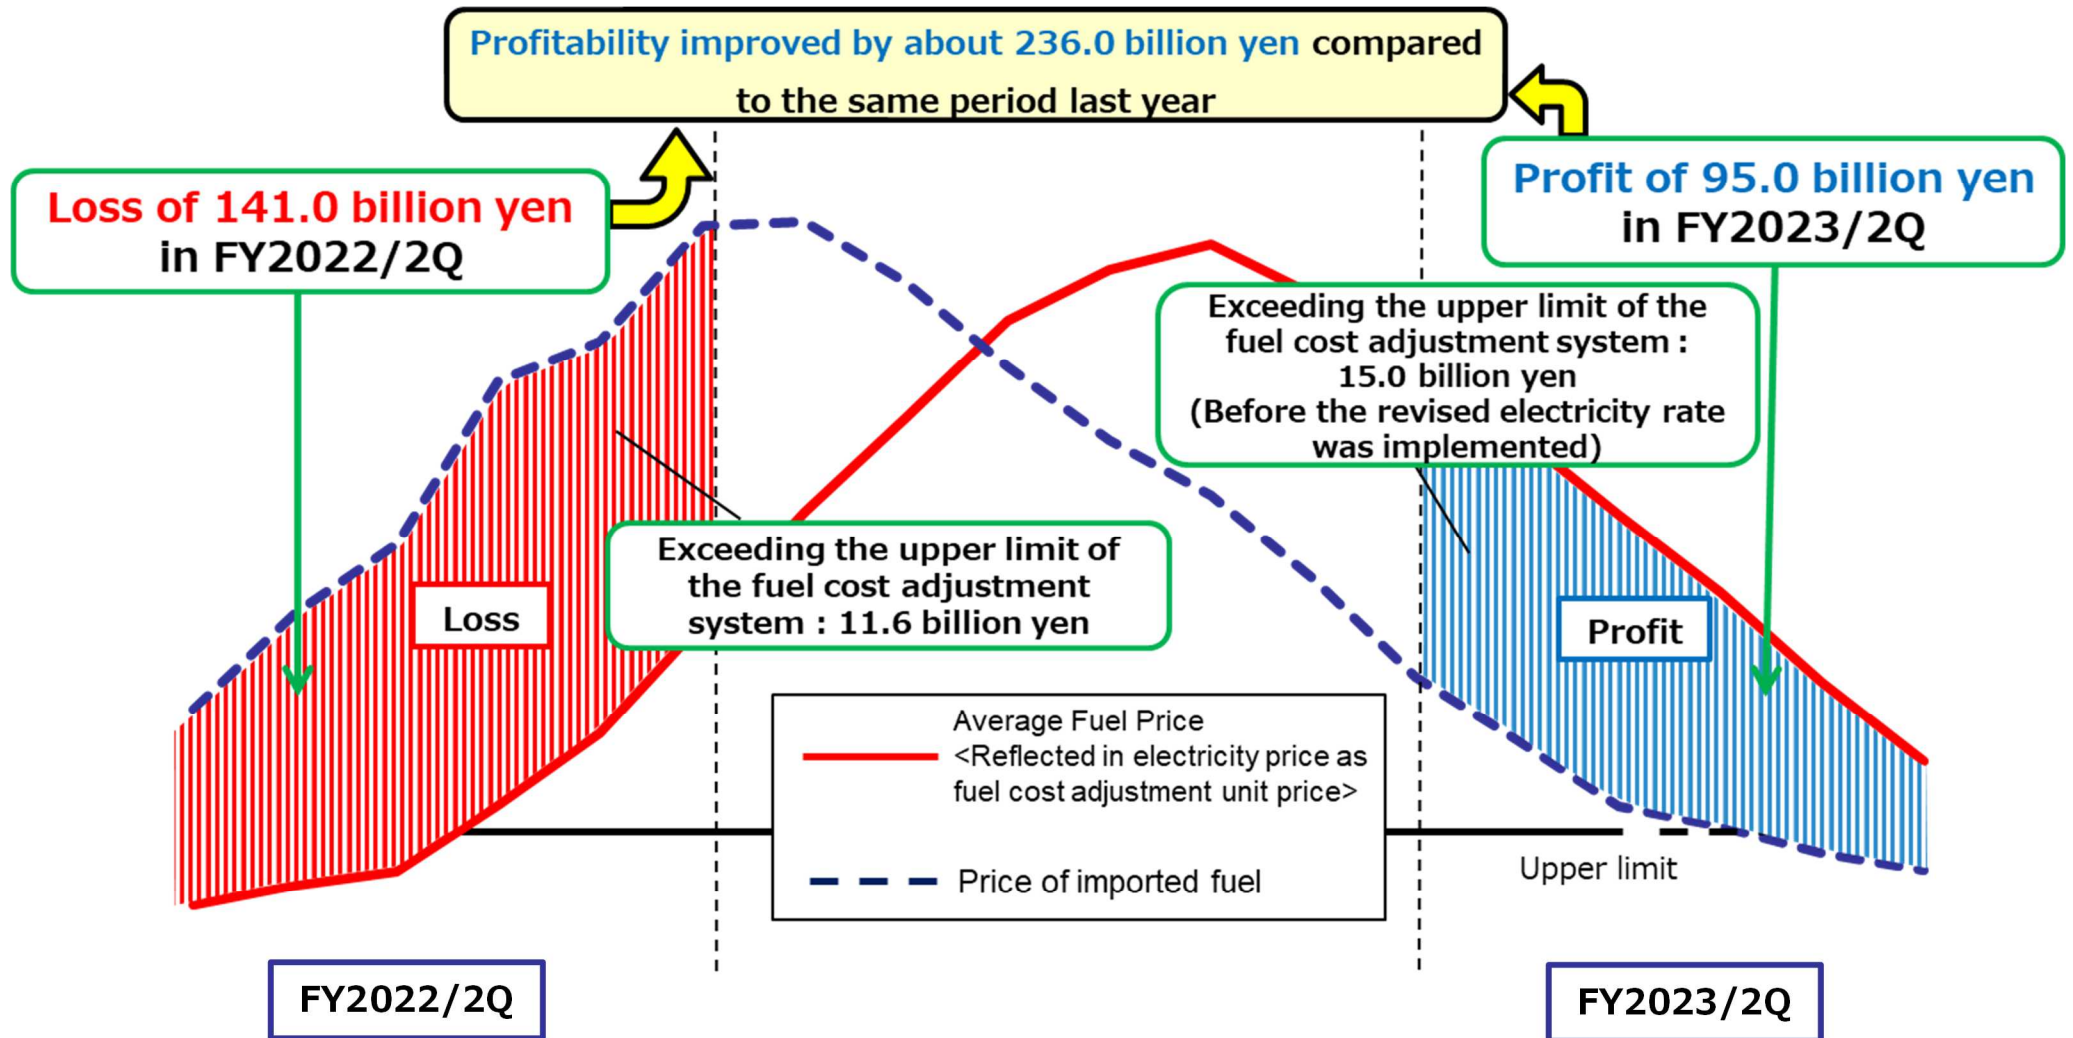 Profitability improved by about 236.0 billion yen compared
to the same period last year
Loss of 141.0 billion yen
in FY2022/2Q
Profit of 95.0 billion yen
in FY2023/2Q
Exceeding the upper limit of the
fuel cost adjustment system :
15.0 billion yen
(Before the revised electricity rate
was implemented)
Exceeding the upper limit of
the fuel cost adjustment
system : 11.6 billion yen
Loss
Profit
Average Fuel Price
<Reflected in electricity price as
fuel cost adjustment unit price>
Price of imported fuel
Upper limit
FY2022/2Q
FY2023/2Q